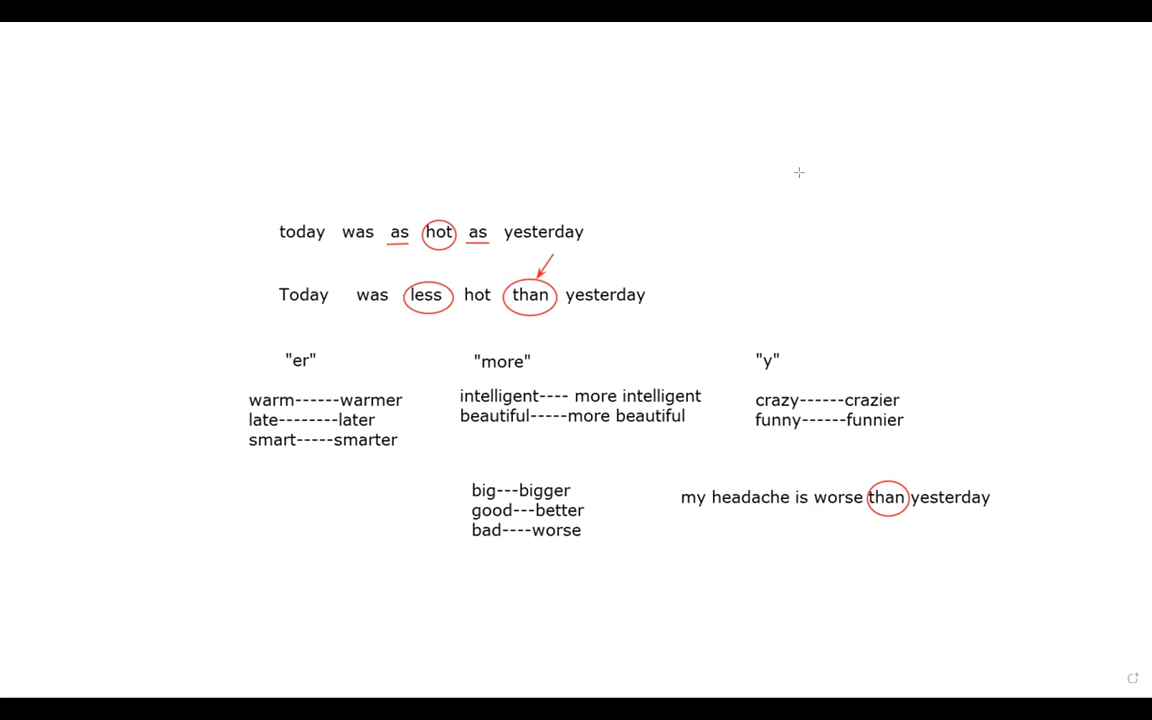 today was as hot as yesterday
Today was less hot than yesterday
"er"
warm------warmer
late--------later
smart-----smarter
"more"
intelligent---- more intelligent
beautiful-----more beautiful
"y"
crazy------crazier
funny------funnier
big---bigger
good---better
bad----worse
my headache is worse than yesterday